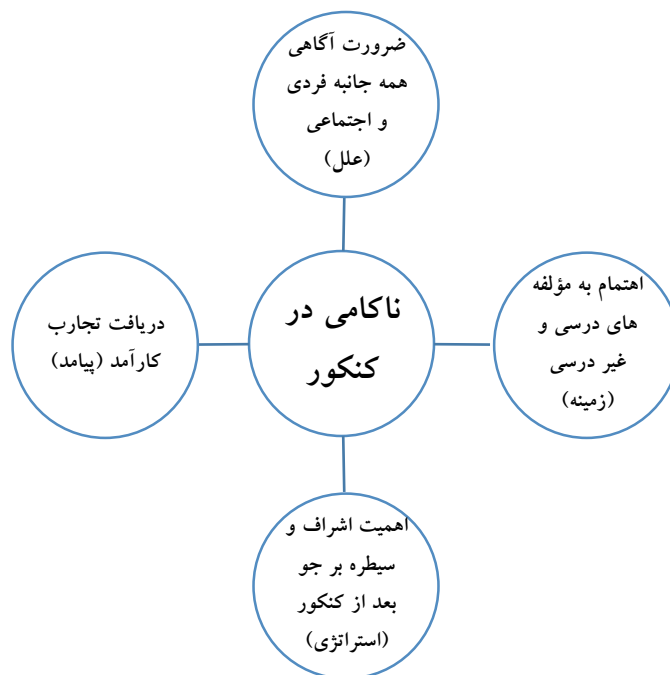 ضرورت آگاهی
همه جانبه فردی
و اجتماعی
(علل)
اهتمام به مؤلفه
های درسی و
غیر درسی
(زمینه)
ناکامی در
کنکور
دریافت تجارب
کارآمد (پیامد)
اهمیت اشراف و
سیطره بر جو
بعد از کنکور
(استراتژی)